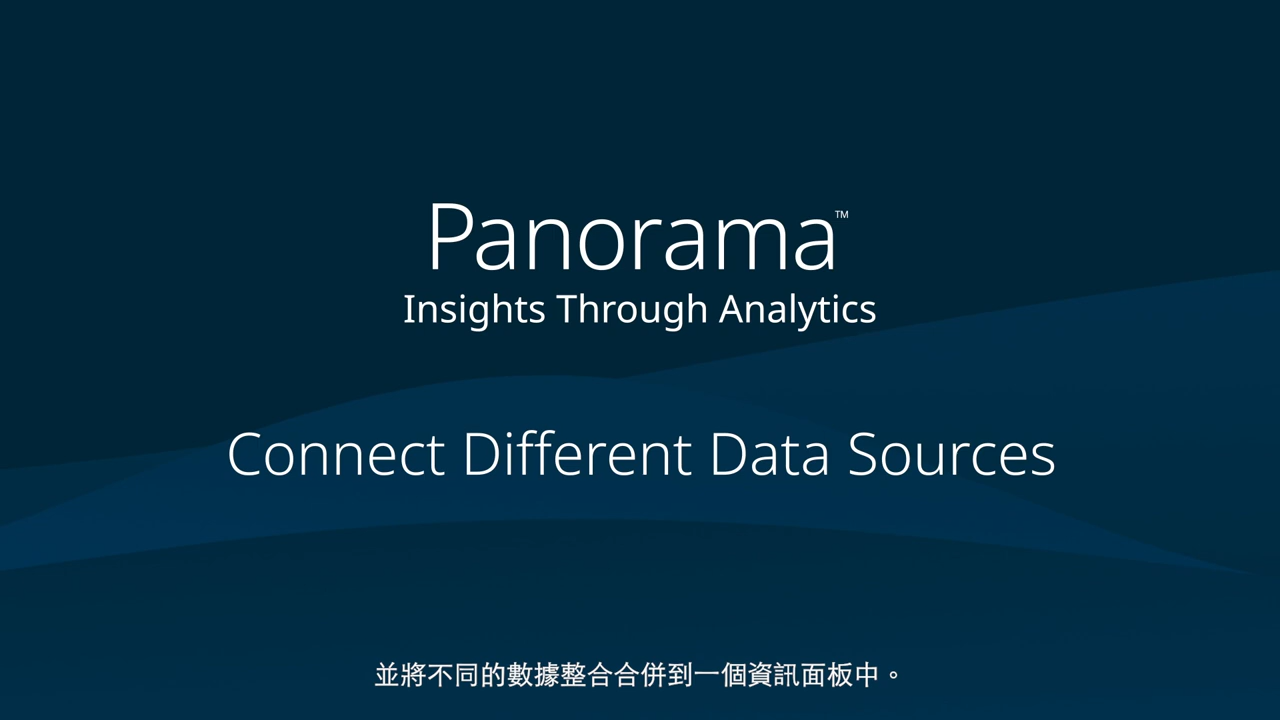 Panorama™
Insights Through Analytics
Connect Different Data Sources
並將不同的數據整合合併到一個資訊面板中。